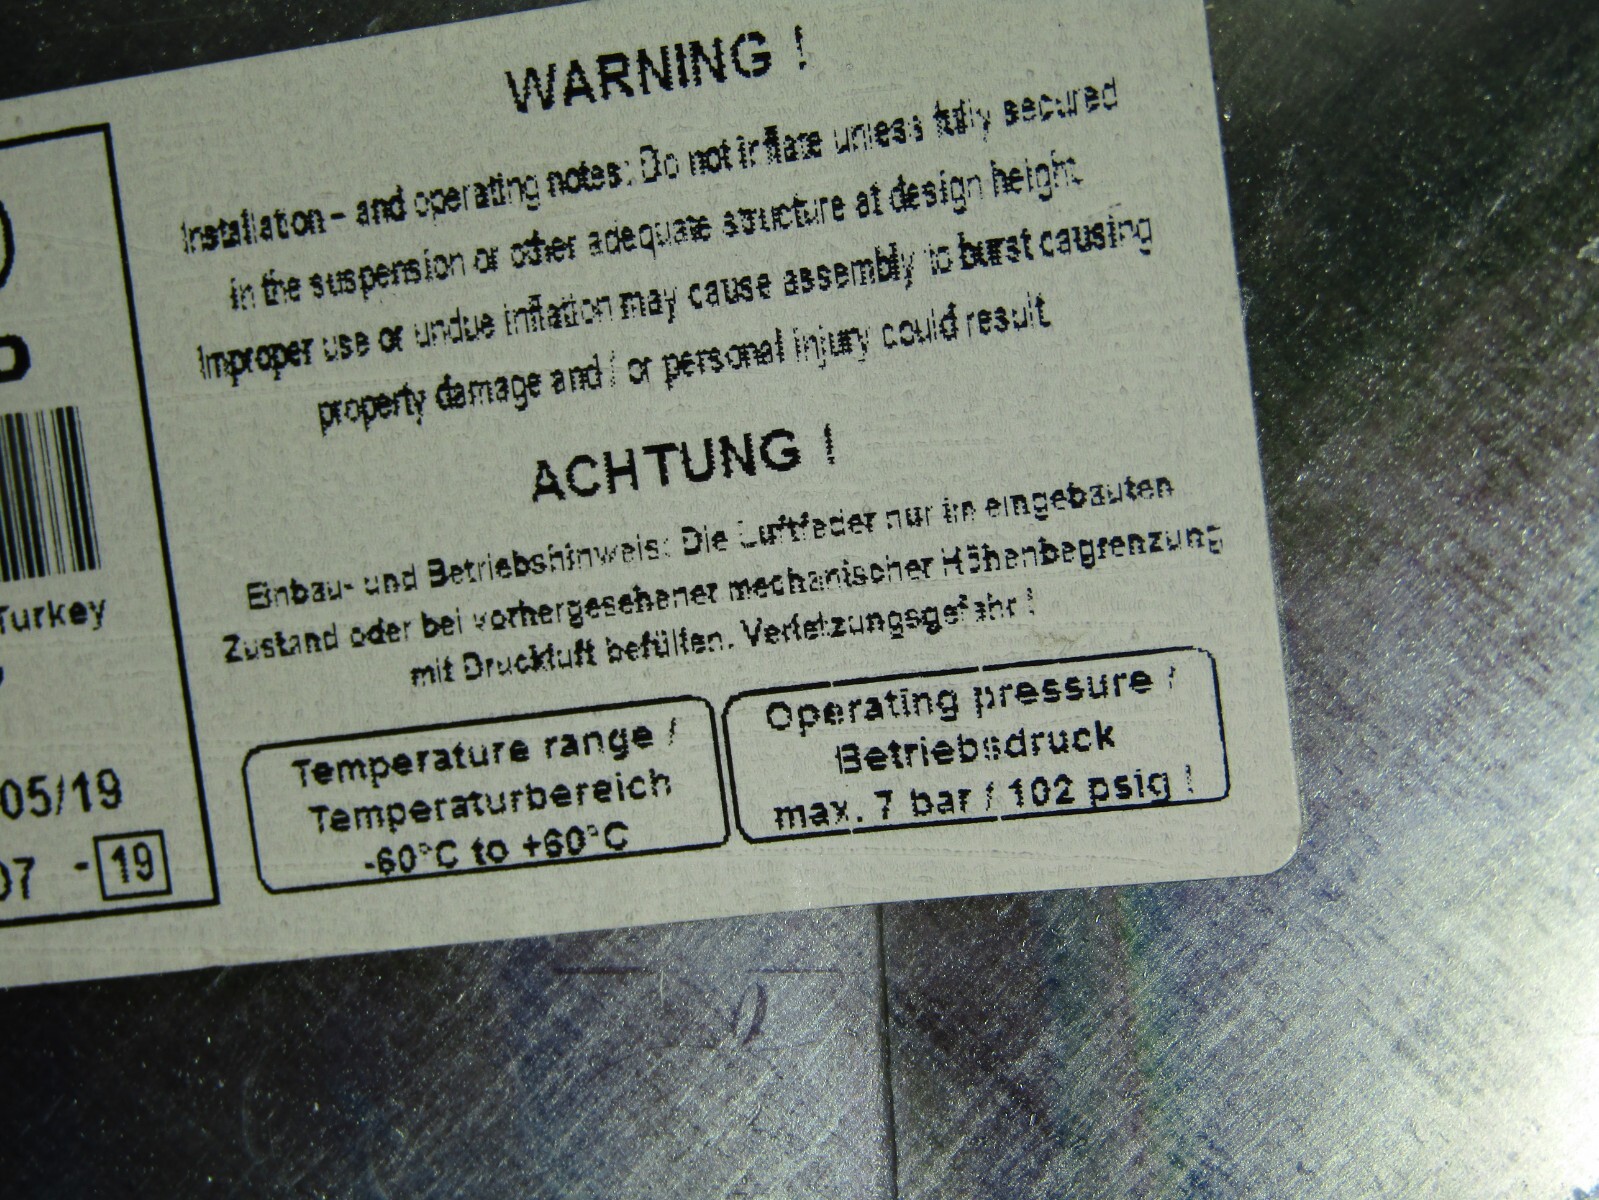 WARNING !
Installation - and operating notes: Do not inflate unless fully secured
in the suspension or other adequate structure at design height.
Improper use or undue inflation may cause assembly to burst causing
property damage and / or personal injury could result.
ACHTUNG !
Einbau- und Betriebshinweis: Die Luftfeder nur im eingebauten
Zustand oder bei vorhergesehener mechanischer Höhenbegrenzung
mit Druckluft befüllen. Verletzungsgefahr !
Temperature range /
Temperaturbereich
-60°C to +60°C
Operating pressure /
Betriebsdruck
max. 7 bar / 102 psig !
Turkey
05/19
07 - 19